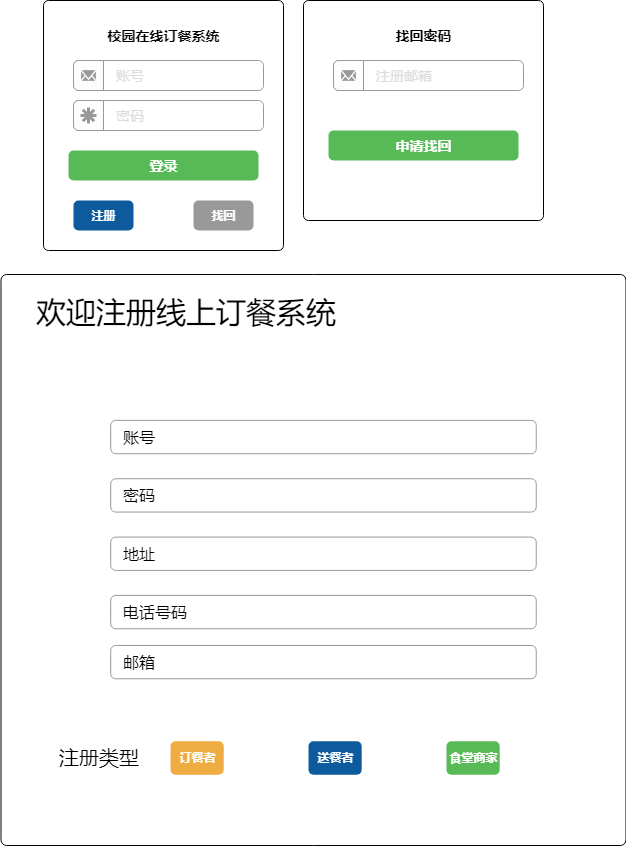 校园在线订餐系统
账号
密码
登录
注册
找回
找回密码
注册邮箱
申请找回
欢迎注册线上订餐系统
账号
密码
地址
电话号码
邮箱
注册类型
订餐者
送餐者
食堂商家